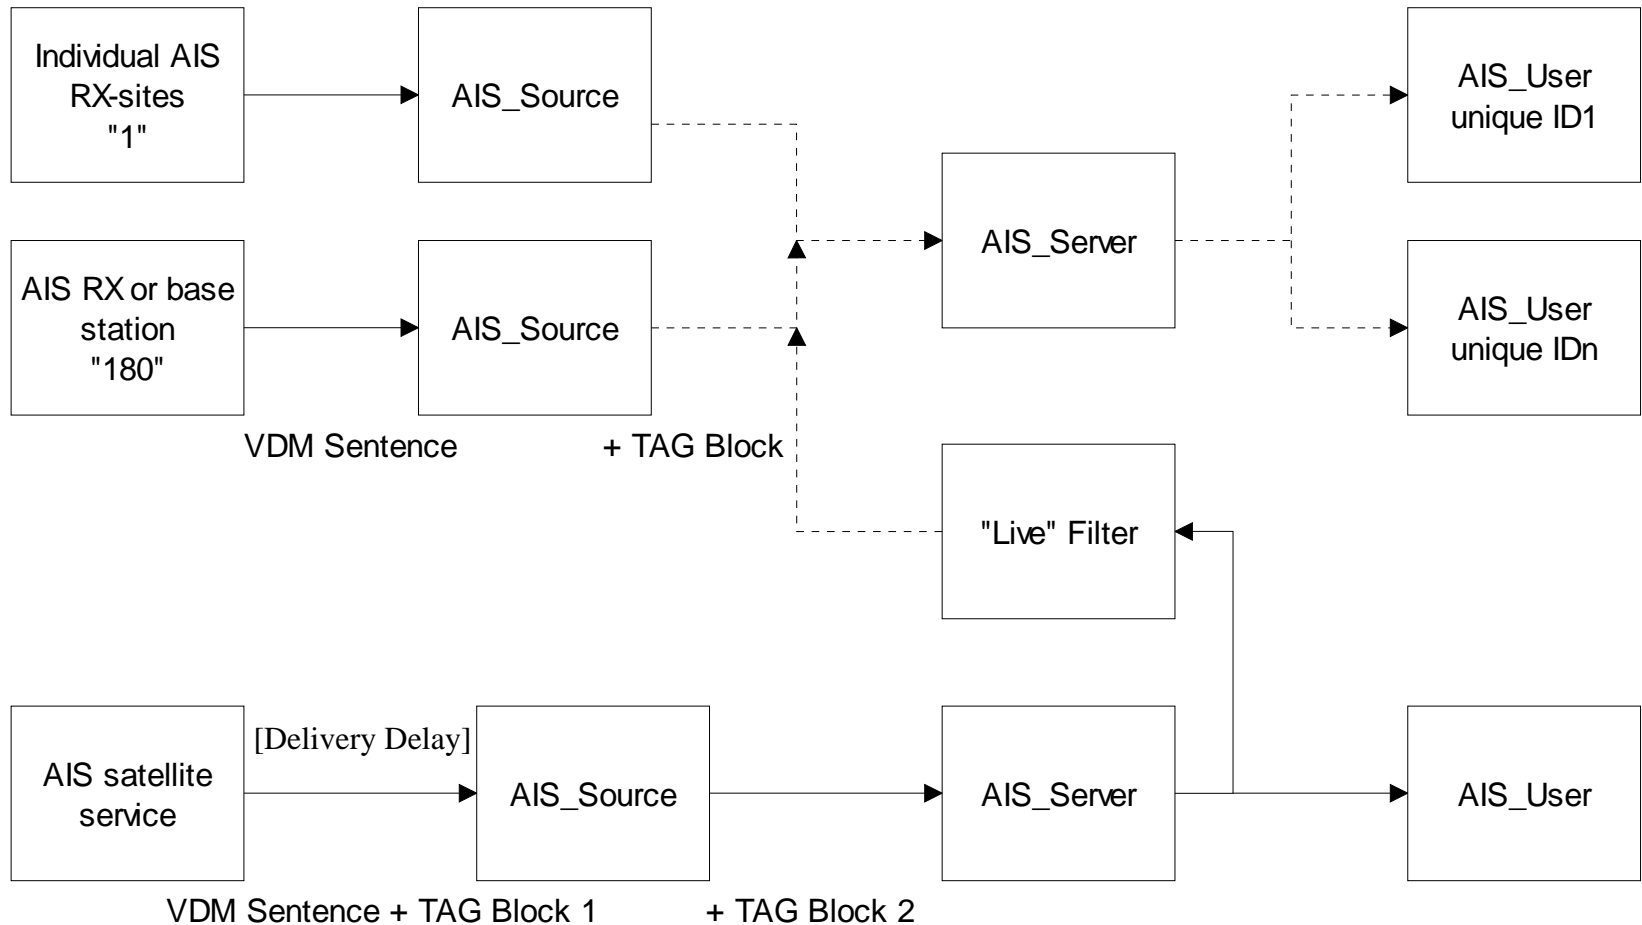 Individual AIS
RX-sites
"1"
AIS_Source
AIS_User
unique ID1
AIS_Server
AIS RX or base
station
"180"
AIS_Source
AIS_User
unique IDn
VDM Sentence
+ TAG Block
"Live" Filter
[Delivery Delay]
AIS satellite
service
AIS_Source
AIS_Server
AIS_User
VDM Sentence + TAG Block 1
+ TAG Block 2